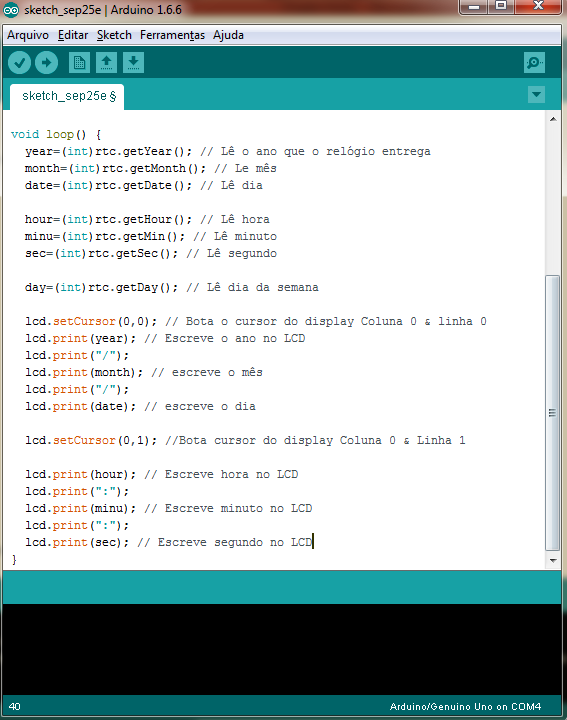 sketch_sep25e | Arduino 1.6.6
Arquivo Editar Sketch Ferramentas Ajuda
sketch_sep25e §
void loop() {
year=(int)rtc.getYear(); // Lê o ano que o relógio entrega
month=(int)rtc.getMonth(); // Le mês
date=(int)rtc.getDate(); // Lê dia
hour=(int)rtc.getHour(); // Lê hora
minu=(int)rtc.getMin(); // Lê minuto
sec=(int)rtc.getSec(); // Lê segundo
day=(int)rtc.getDay(); // Lê dia da semana
lcd.setCursor(0,0); // Bota o cursor do display Coluna 0 & linha 0
lcd.print(year); // Escreve o ano no LCD
lcd.print("/");
lcd.print(month); // escreve o mês
lcd.print("/");
lcd.print(date); // escreve o dia
lcd.setCursor(0,1); //Bota cursor do display Coluna 0 & Linha 1
lcd.print(hour); // Escreve hora no LCD
lcd.print(":");
lcd.print(minu); // Escreve minuto no LCD
lcd.print(":");
lcd.print(sec); // Escreve segundo no LCD
}
40 Arduino/Genuino Uno on COM4